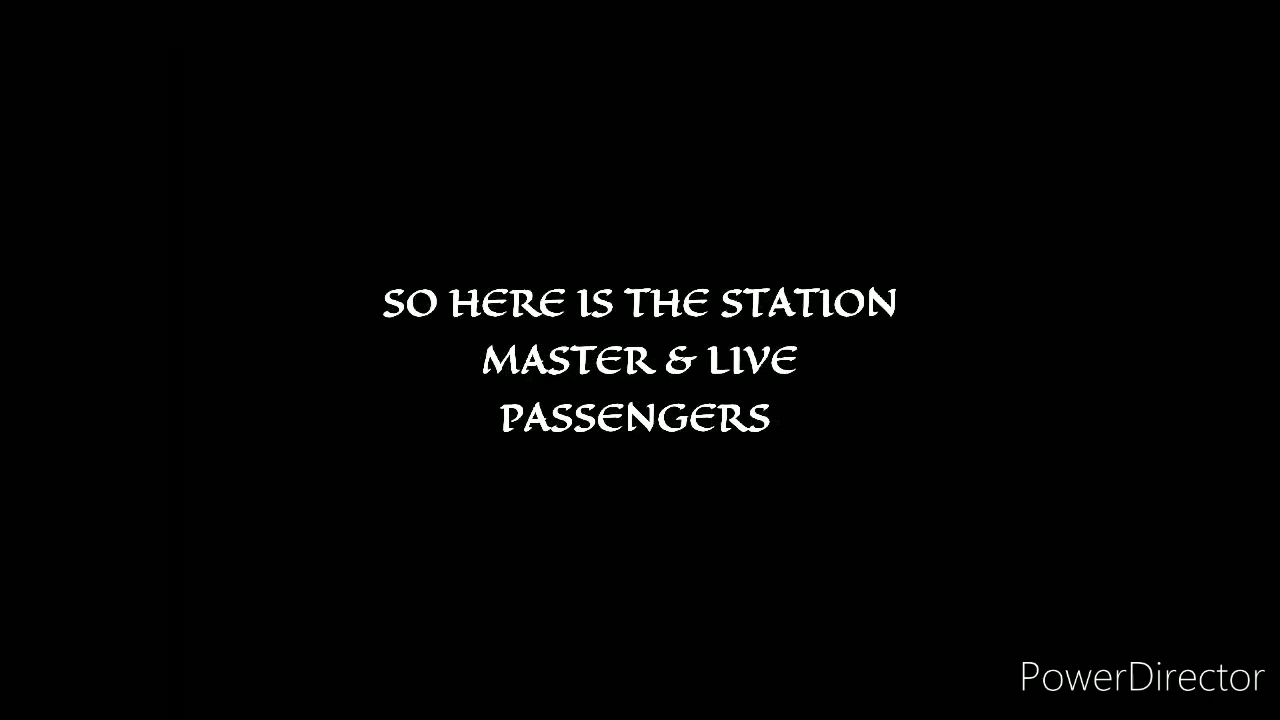 SO HERE IS THE STATION
MASTER & LIVE
PASSENGERS
PowerDirector